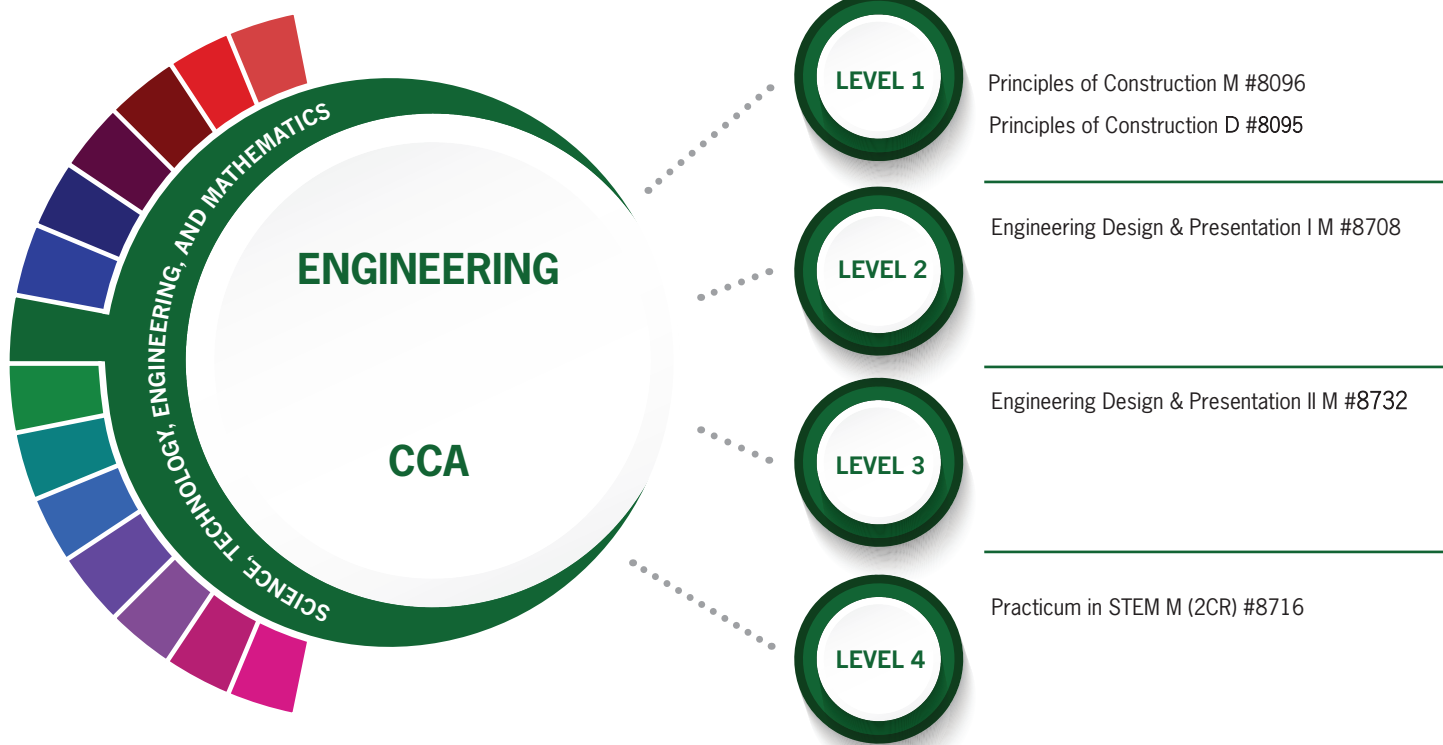 SCIENCE, TECHNOLOGY, ENGINEERING, AND MATHEMATICS
ENGINEERING
CCA
LEVEL 1
Principles of Construction M #8096
Principles of Construction D #8095
LEVEL 2
Engineering Design & Presentation I M #8708
LEVEL 3
Engineering Design & Presentation II M #8732
LEVEL 4
Practicum in STEM M (2CR) #8716